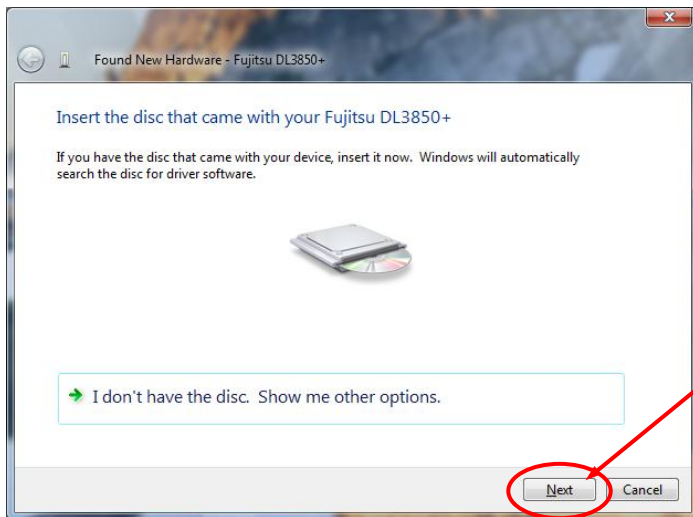 Found New Hardware - Fujitsu DL3850+
Insert the disc that came with your Fujitsu DL3850+
If you have the disc that came with your device, insert it now.  Windows will automatically
search the disc for driver software.
I don't have the disc.  Show me other options.
Next Cancel